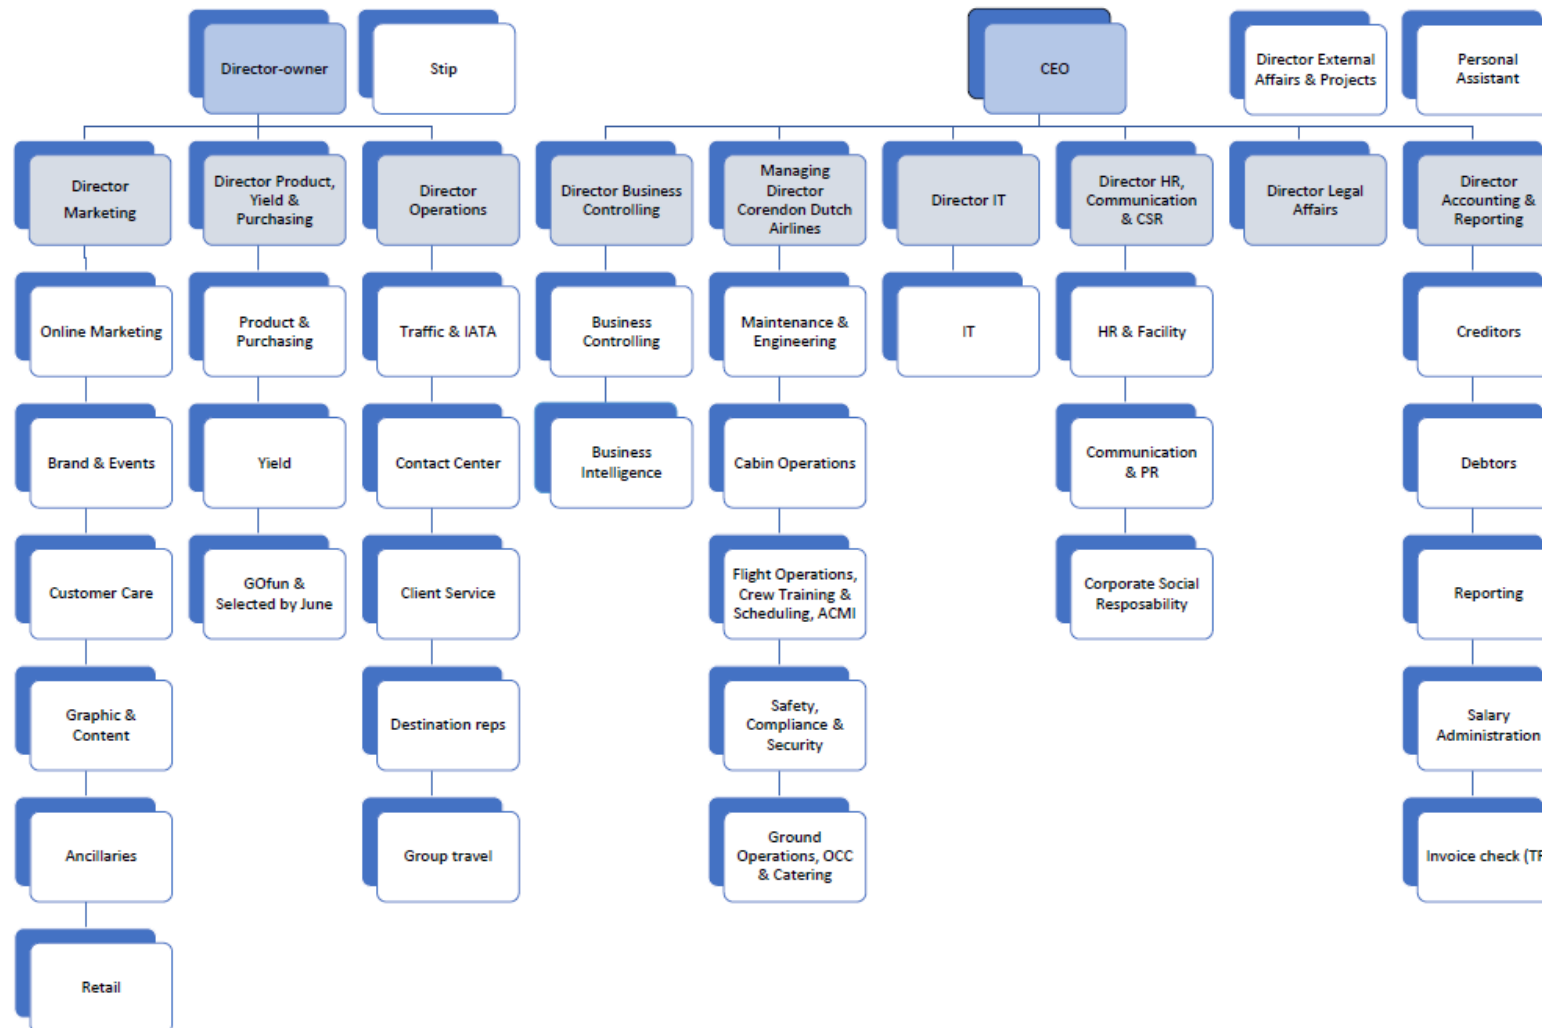 Director-owner
Stip
CEO
Director External
Affairs & Projects
Personal
Assistant
Director
Marketing
Director Product,
Yield &
Purchasing
Director
Operations
Director Business
Controlling
Managing
Director
Corendon Dutch
Airlines
Director IT
Director HR,
Communication
& CSR
Director Legal
Affairs
Director
Accounting &
Reporting
Online Marketing
Product &
Purchasing
Traffic & IATA
Business
Controlling
Maintenance &
Engineering
IT
HR & Facility
Creditors
Brand & Events
Yield
Contact Center
Business
Intelligence
Cabin Operations
Communication
& PR
Debtors
Customer Care
GOfun &
Selected by June
Client Service
Flight Operations,
Crew Training &
Scheduling, ACMI
Corporate Social
Resposability
Reporting
Graphic &
Content
Destination reps
Safety,
Compliance &
Security
Salary
Administration
Ancillaries
Group travel
Ground
Operations, OCC
& Catering
Invoice check
Retail